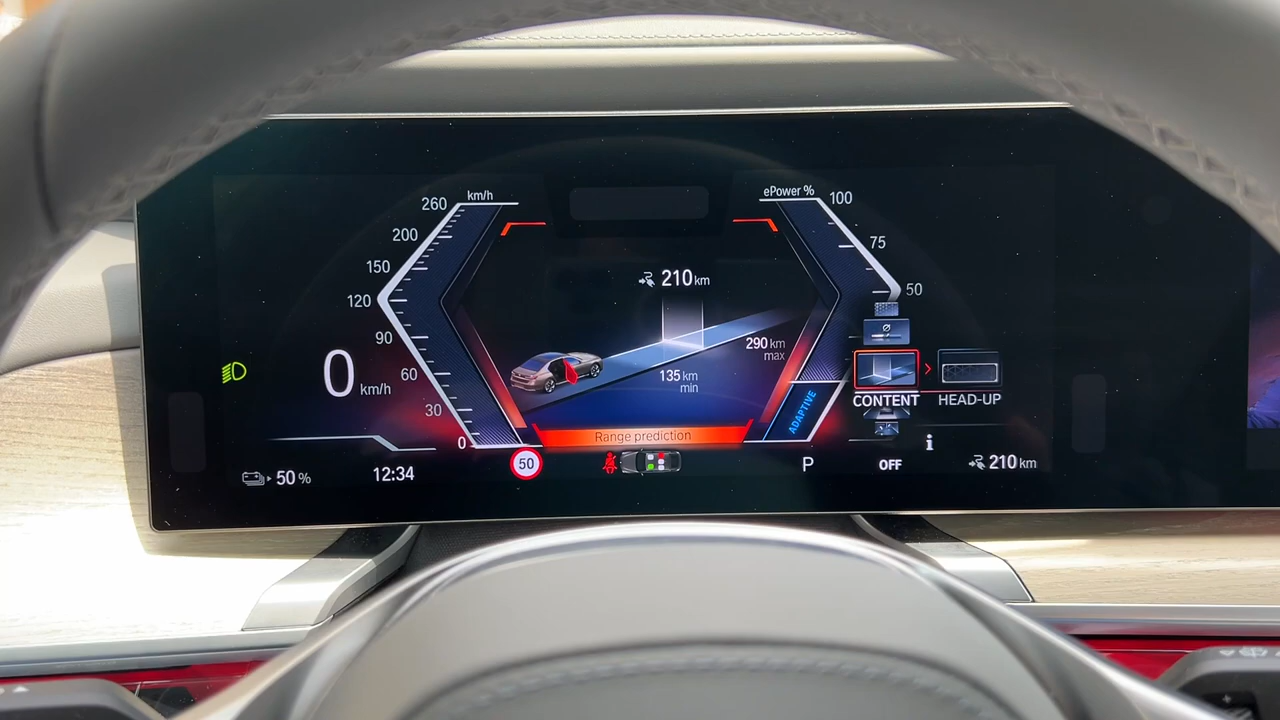 km/h
260
200
150
120
90
60
30
0
0 km/h
ePower %
100
75
50
210 km
290 km
max
135 km
min
ADAPTIVE
Range prediction
CONTENT
HEAD-UP
50 %
12:34
50
P
OFF
i
210 km